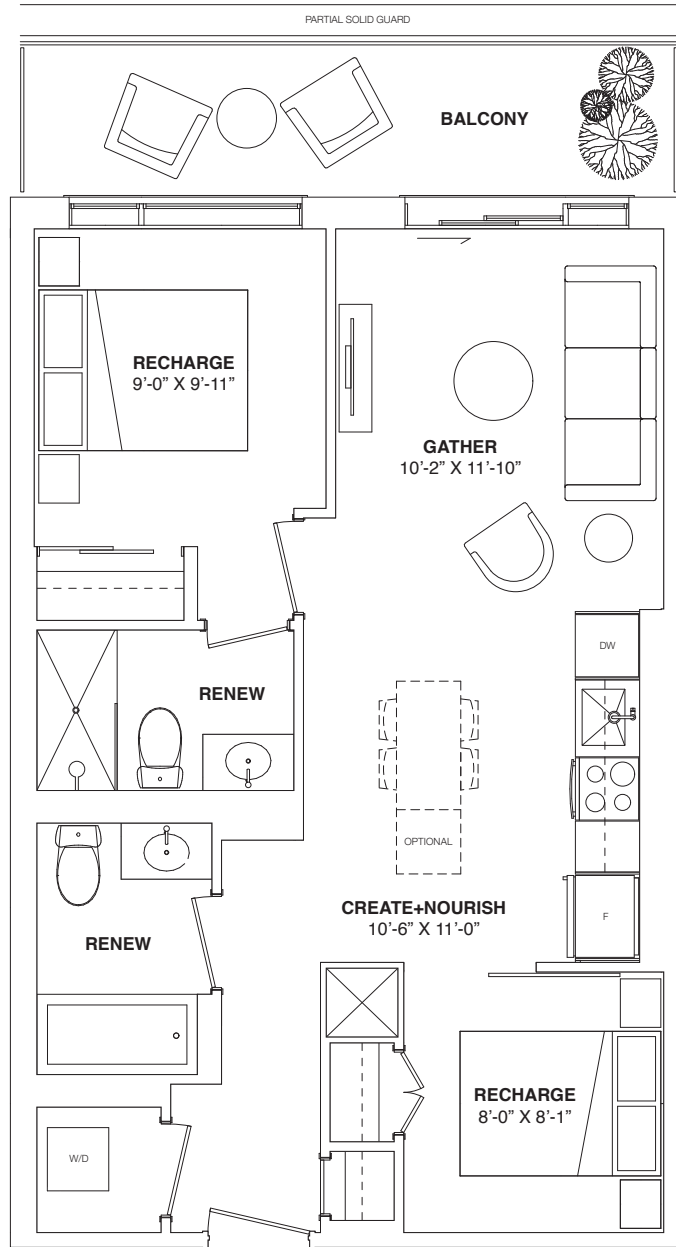 PARTIAL SOLID GUARD
BALCONY
RECHARGE
9’-0” X 9’-11”
GATHER
10’-2” X 11’-10”
DW
RENEW
OPTIONAL
CREATE+NOURISH
10’-6” X 11’-0”
F
RENEW
RECHARGE
8’-0” X 8’-1”
W/D